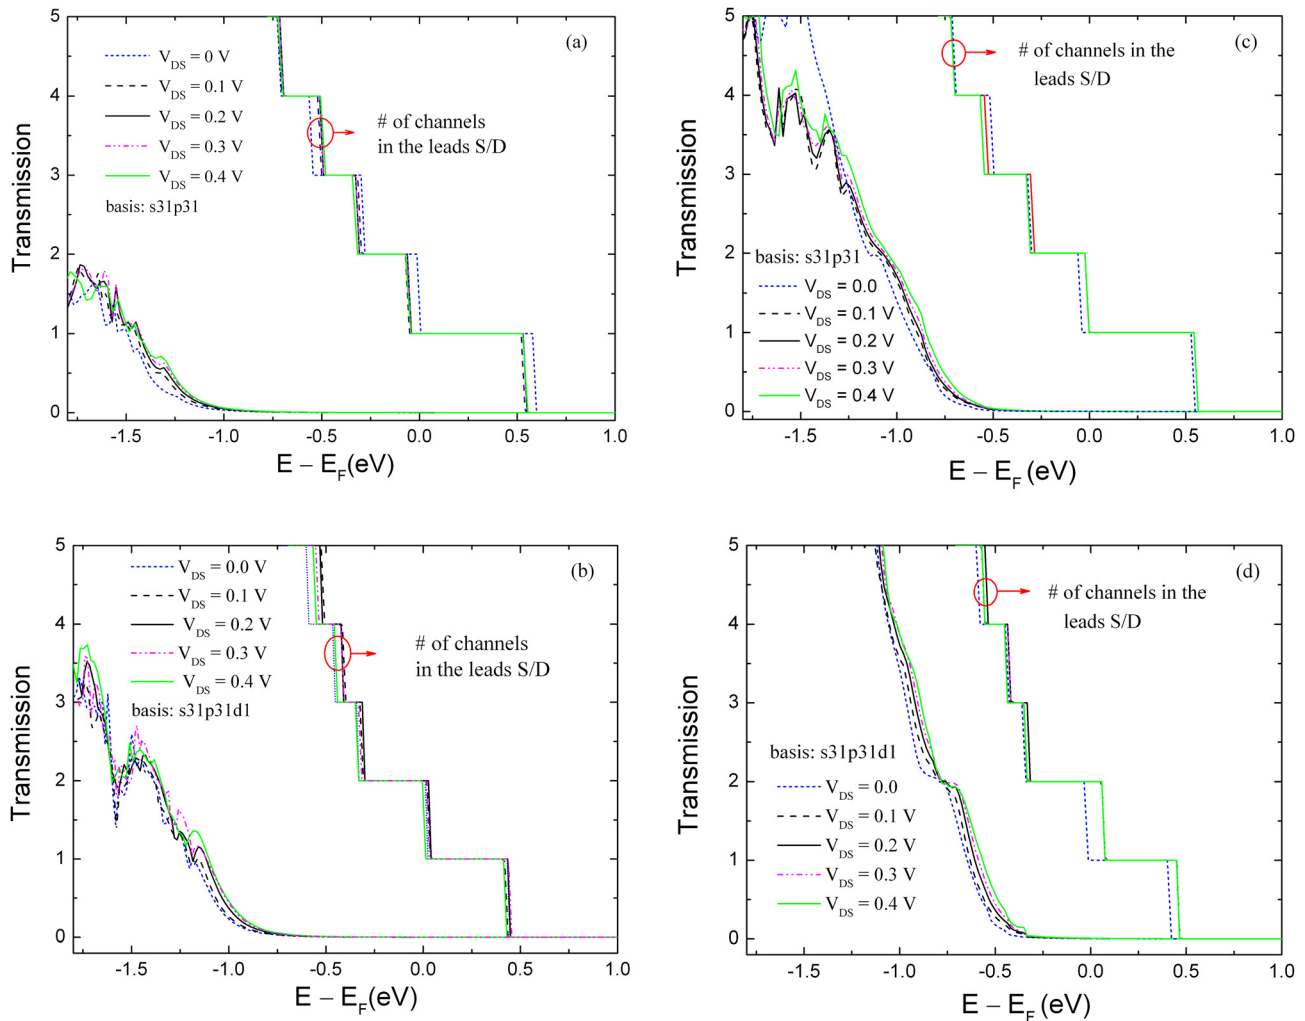 (a)
V_DS = 0 V
V_DS = 0.1 V
V_DS = 0.2 V
V_DS = 0.3 V
V_DS = 0.4 V
basis: s31p31
# of channels
in the leads S/D
Transmission
5
4
3
2
1
0
-1.5
-1.0
-0.5
0.0
0.5
1.0
E – E_F(eV)
(c)
# of channels in the
leads S/D
basis: s31p31
V_DS = 0.0
V_DS = 0.1 V
V_DS = 0.2 V
V_DS = 0.3 V
V_DS = 0.4 V
Transmission
5
4
3
2
1
0
-1.5
-1.0
-0.5
0.0
0.5
1.0
E – E_F (eV)
(b)
V_DS = 0.0 V
V_DS = 0.1 V
V_DS = 0.2 V
V_DS = 0.3 V
V_DS = 0.4 V
basis: s31p31d1
# of channels
in the leads S/D
Transmission
5
4
3
2
1
0
-1.5
-1.0
-0.5
0.0
0.5
1.0
E – E_F(eV)
(d)
# of channels in the
leads S/D
basis: s31p31d1
V_DS = 0.0
V_DS = 0.1 V
V_DS = 0.2 V
V_DS = 0.3 V
V_DS = 0.4 V
Transmission
5
4
3
2
1
0
-1.5
-1.0
-0.5
0.0
0.5
1.0
E – E_F (eV)